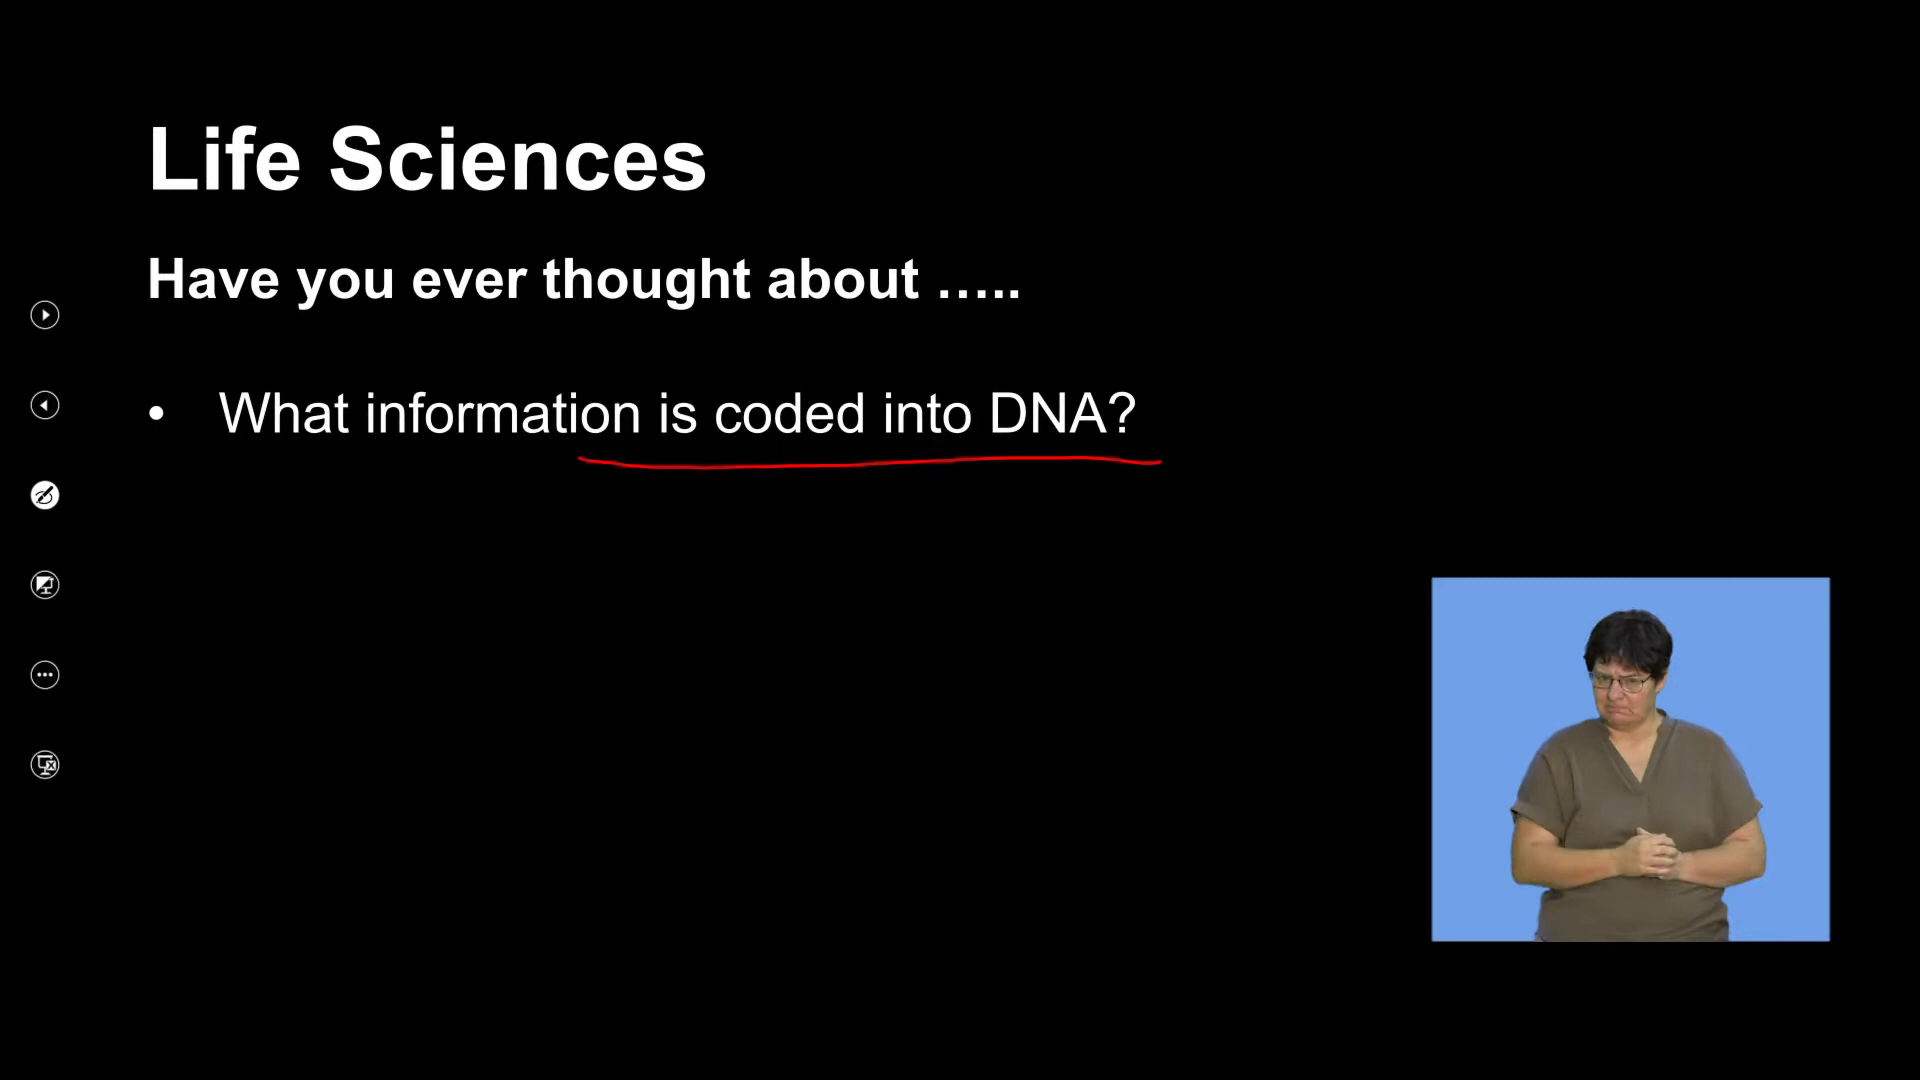 Life Sciences
Have you ever thought about …..
• What information is coded into DNA?